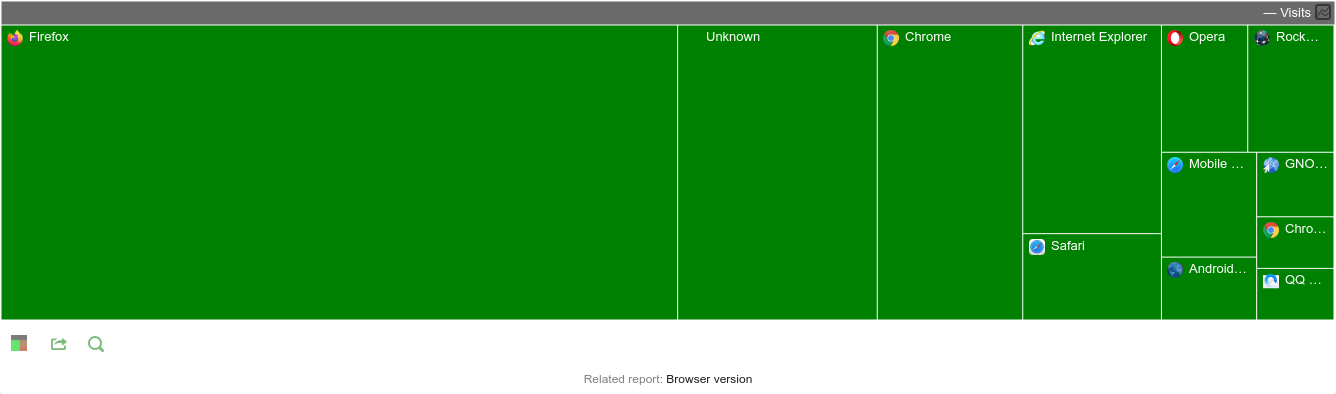 — Visits
Firefox
Unknown
Chrome
Internet Explorer
Opera
Rock…
Mobile …
GNO…
Chro…
Safari
Android…
QQ …
Related report: Browser version